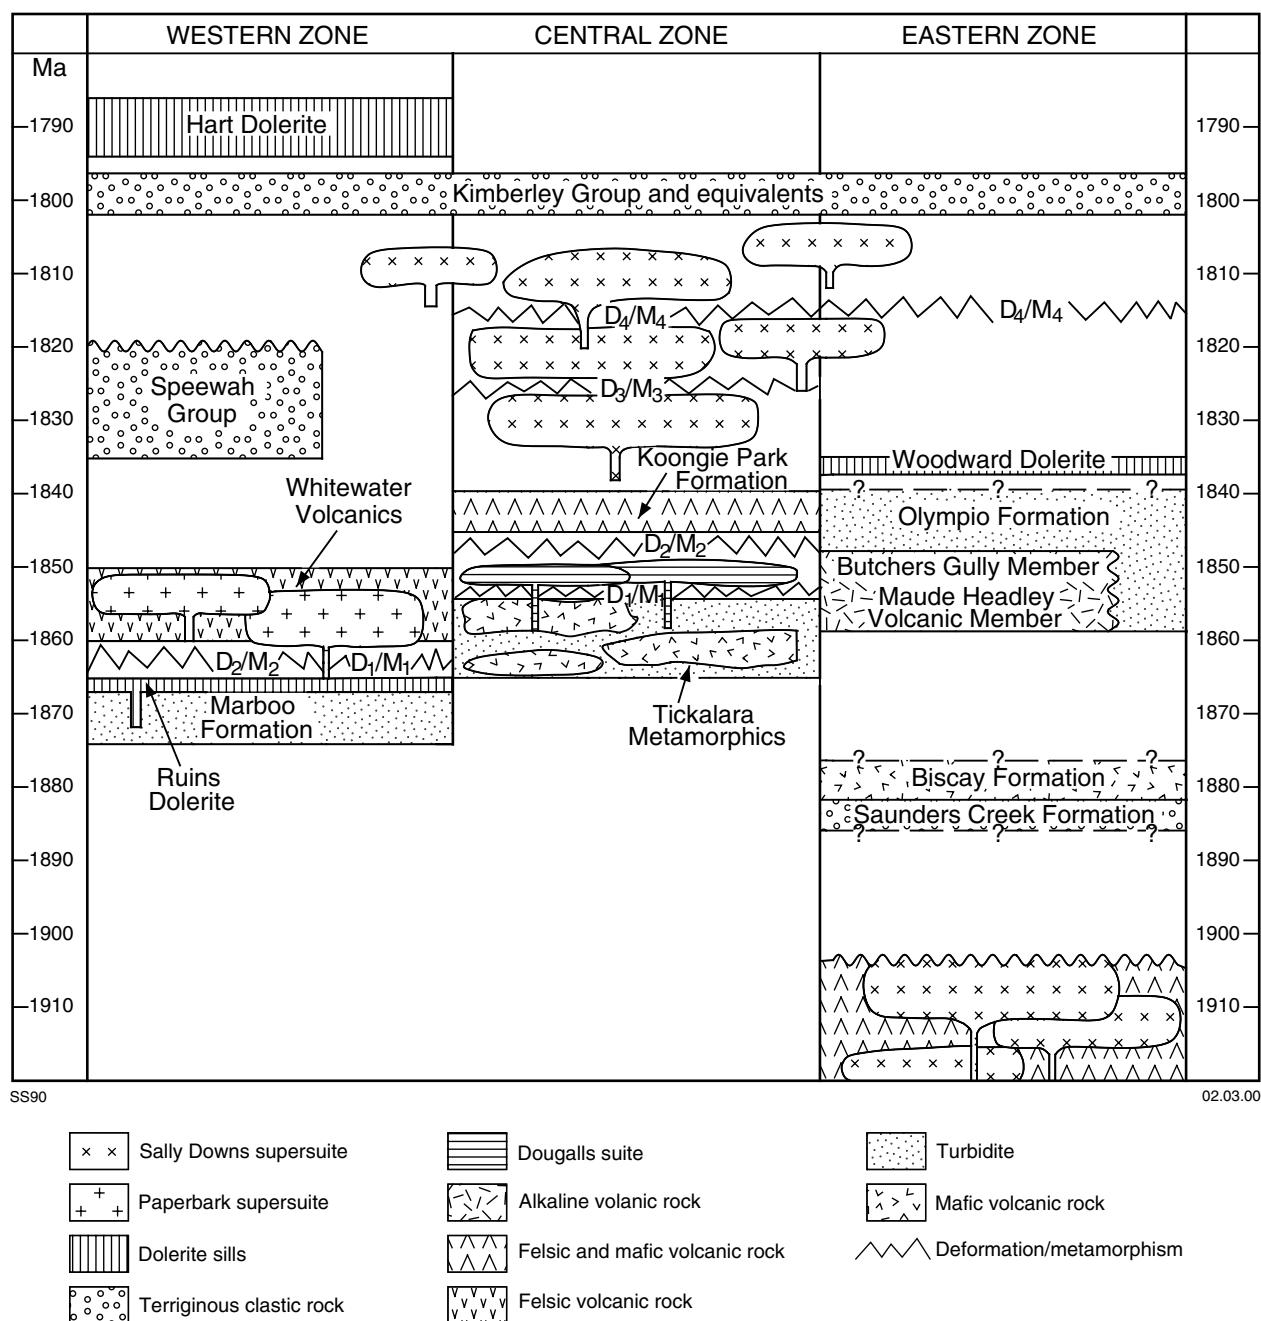 WESTERN ZONE
CENTRAL ZONE
EASTERN ZONE
Ma
Hart Dolerite
1790
1790
Kimberley Group and equivalents
1800
1800
1810
1810
D4/M4
D4/M4
1820
1820
Speewah
Group
D3/M3
1830
1830
Koongie Park
Formation
Woodward Dolerite
Whitewater
Volcanics
? ? ?
1840
1840
Olympio Formation
D2/M2
1850
1850
Butchers Gully Member
Maude Headley
Volcanic Member
D1/M1
1860
1860
D2/M2
D1/M1
Marboo
Formation
1870
1870
Tickalara
Metamorphics
Ruins
Dolerite
? ? ?
Biscay Formation
1880
1880
Saunders Creek Formation
? ? ?
1890
1890
1900
1900
1910
1910
SS90
02.03.00
Sally Downs supersuite
Dougalls suite
Turbidite
Paperbark supersuite
Alkaline volanic rock
Mafic volcanic rock
Dolerite sills
Felsic and mafic volcanic rock
Deformation/metamorphism
Terriginous clastic rock
Felsic volcanic rock